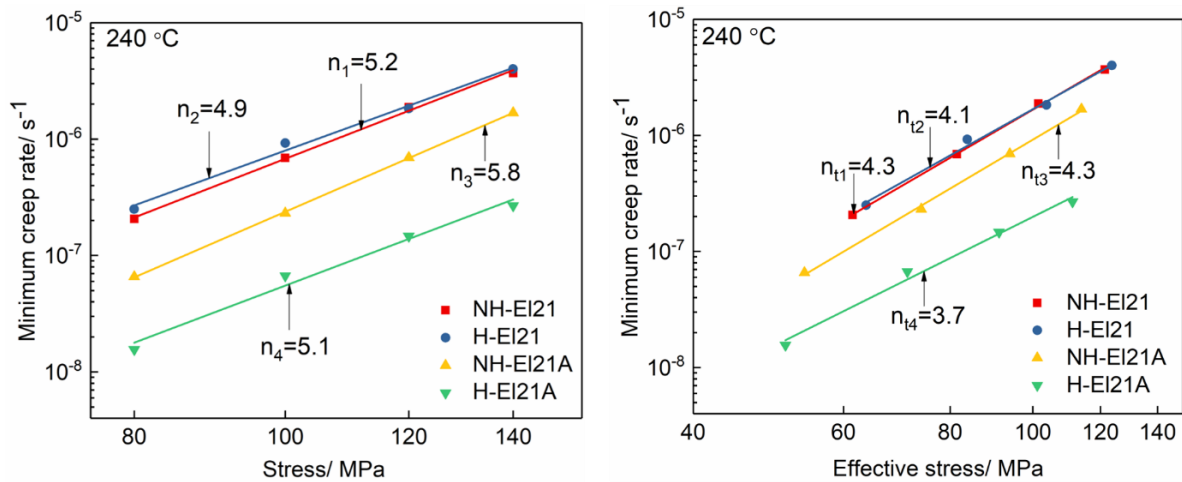 240 °C
n₁=5.2
n₂=4.9
n₃=5.8
n₄=5.1
NH-El21
H-El21
NH-El21A
H-El21A
Minimum creep rate/ s⁻¹
10⁻⁵
10⁻⁶
10⁻⁷
10⁻⁸
80
100
120
140
Stress/ MPa
240 °C
nₜ₂=4.1
nₜ₁=4.3
nₜ₃=4.3
nₜ₄=3.7
NH-El21
H-El21
NH-El21A
H-El21A
Minimum creep rate/ s⁻¹
10⁻⁵
10⁻⁶
10⁻⁷
10⁻⁸
40
60
80
100
120
140
Effective stress/ MPa